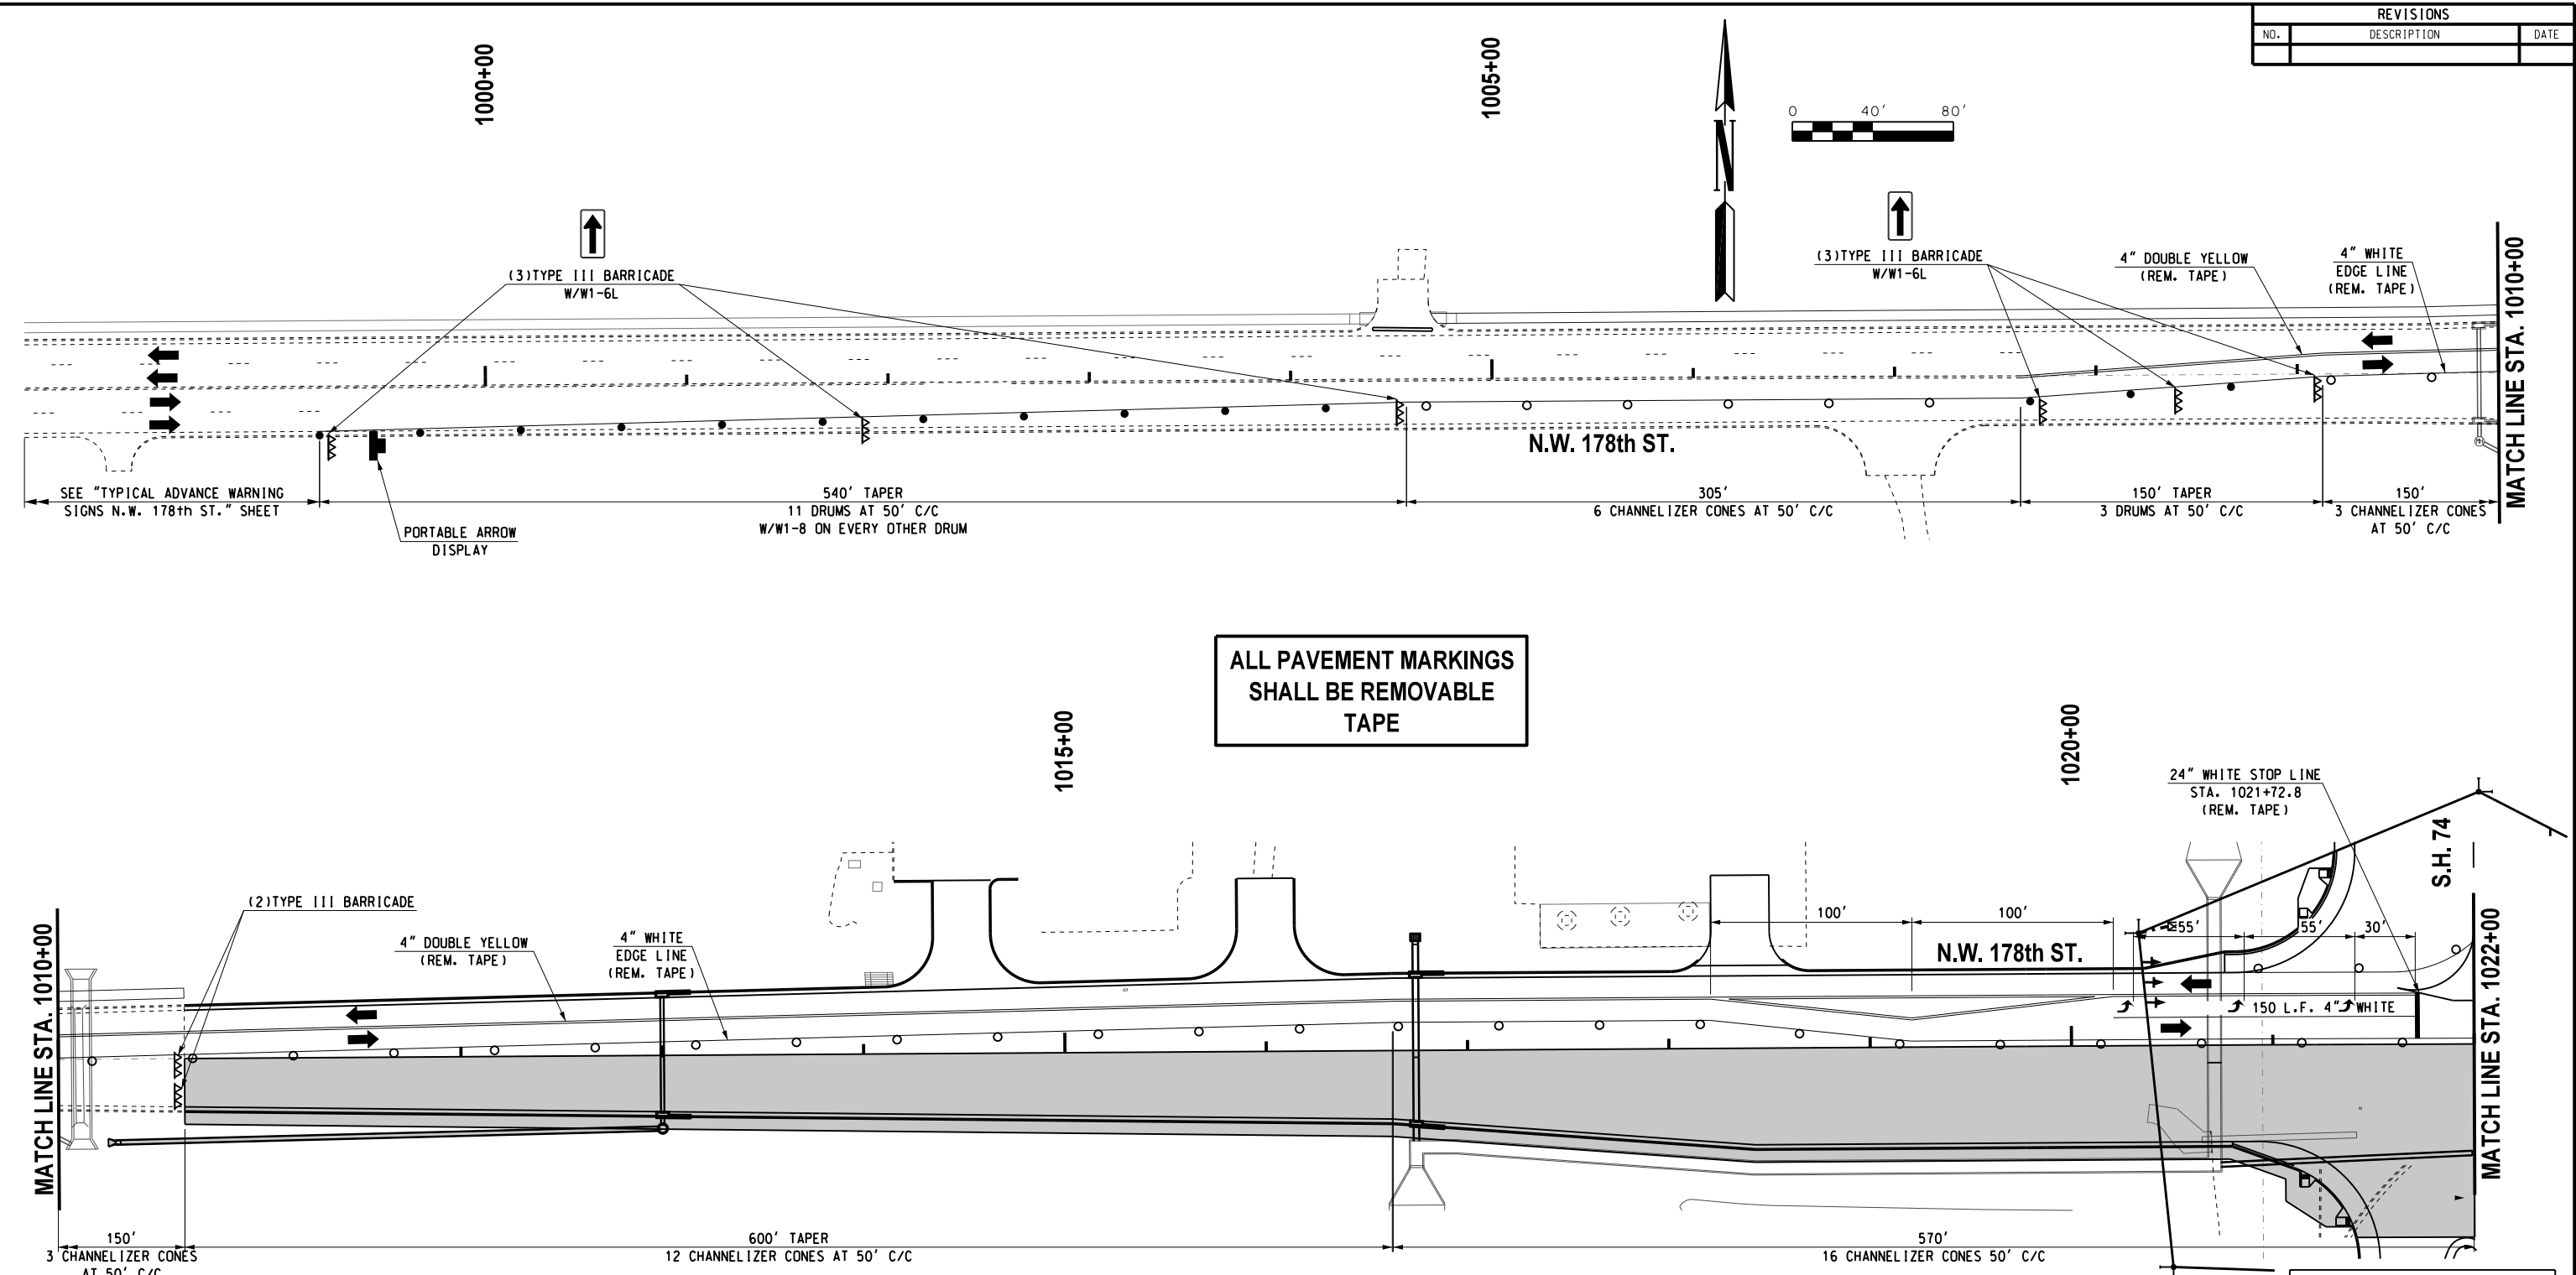 REVISIONS
NO. DESCRIPTION DATE
1000+00
1005+00
0 40' 80'
N
(3)TYPE III BARRICADE
W/W1-6L
(3)TYPE III BARRICADE
W/W1-6L
4" DOUBLE YELLOW
(REM. TAPE)
4" WHITE
EDGE LINE
(REM. TAPE)
MATCH LINE STA. 1010+00
N.W. 178th ST.
SEE "TYPICAL ADVANCE WARNING
SIGNS N.W. 178th ST." SHEET
PORTABLE ARROW
DISPLAY
540' TAPER
11 DRUMS AT 50' C/C
W/W1-8 ON EVERY OTHER DRUM
305'
6 CHANNELIZER CONES AT 50' C/C
150' TAPER
3 DRUMS AT 50' C/C
150'
3 CHANNELIZER CONES
AT 50' C/C
ALL PAVEMENT MARKINGS
SHALL BE REMOVABLE
TAPE
1015+00
1020+00
24" WHITE STOP LINE
STA. 1021+72.8
(REM. TAPE)
S.H. 74
MATCH LINE STA. 1010+00
(2)TYPE III BARRICADE
4" DOUBLE YELLOW
(REM. TAPE)
4" WHITE
EDGE LINE
(REM. TAPE)
100'
100'
55'
55'
30'
N.W. 178th ST.
150 L.F. 4" WHITE
MATCH LINE STA. 1022+00
150'
3 CHANNELIZER CONES
AT 50' C/C
600' TAPER
12 CHANNELIZER CONES AT 50' C/C
570'
16 CHANNELIZER CONES 50' C/C